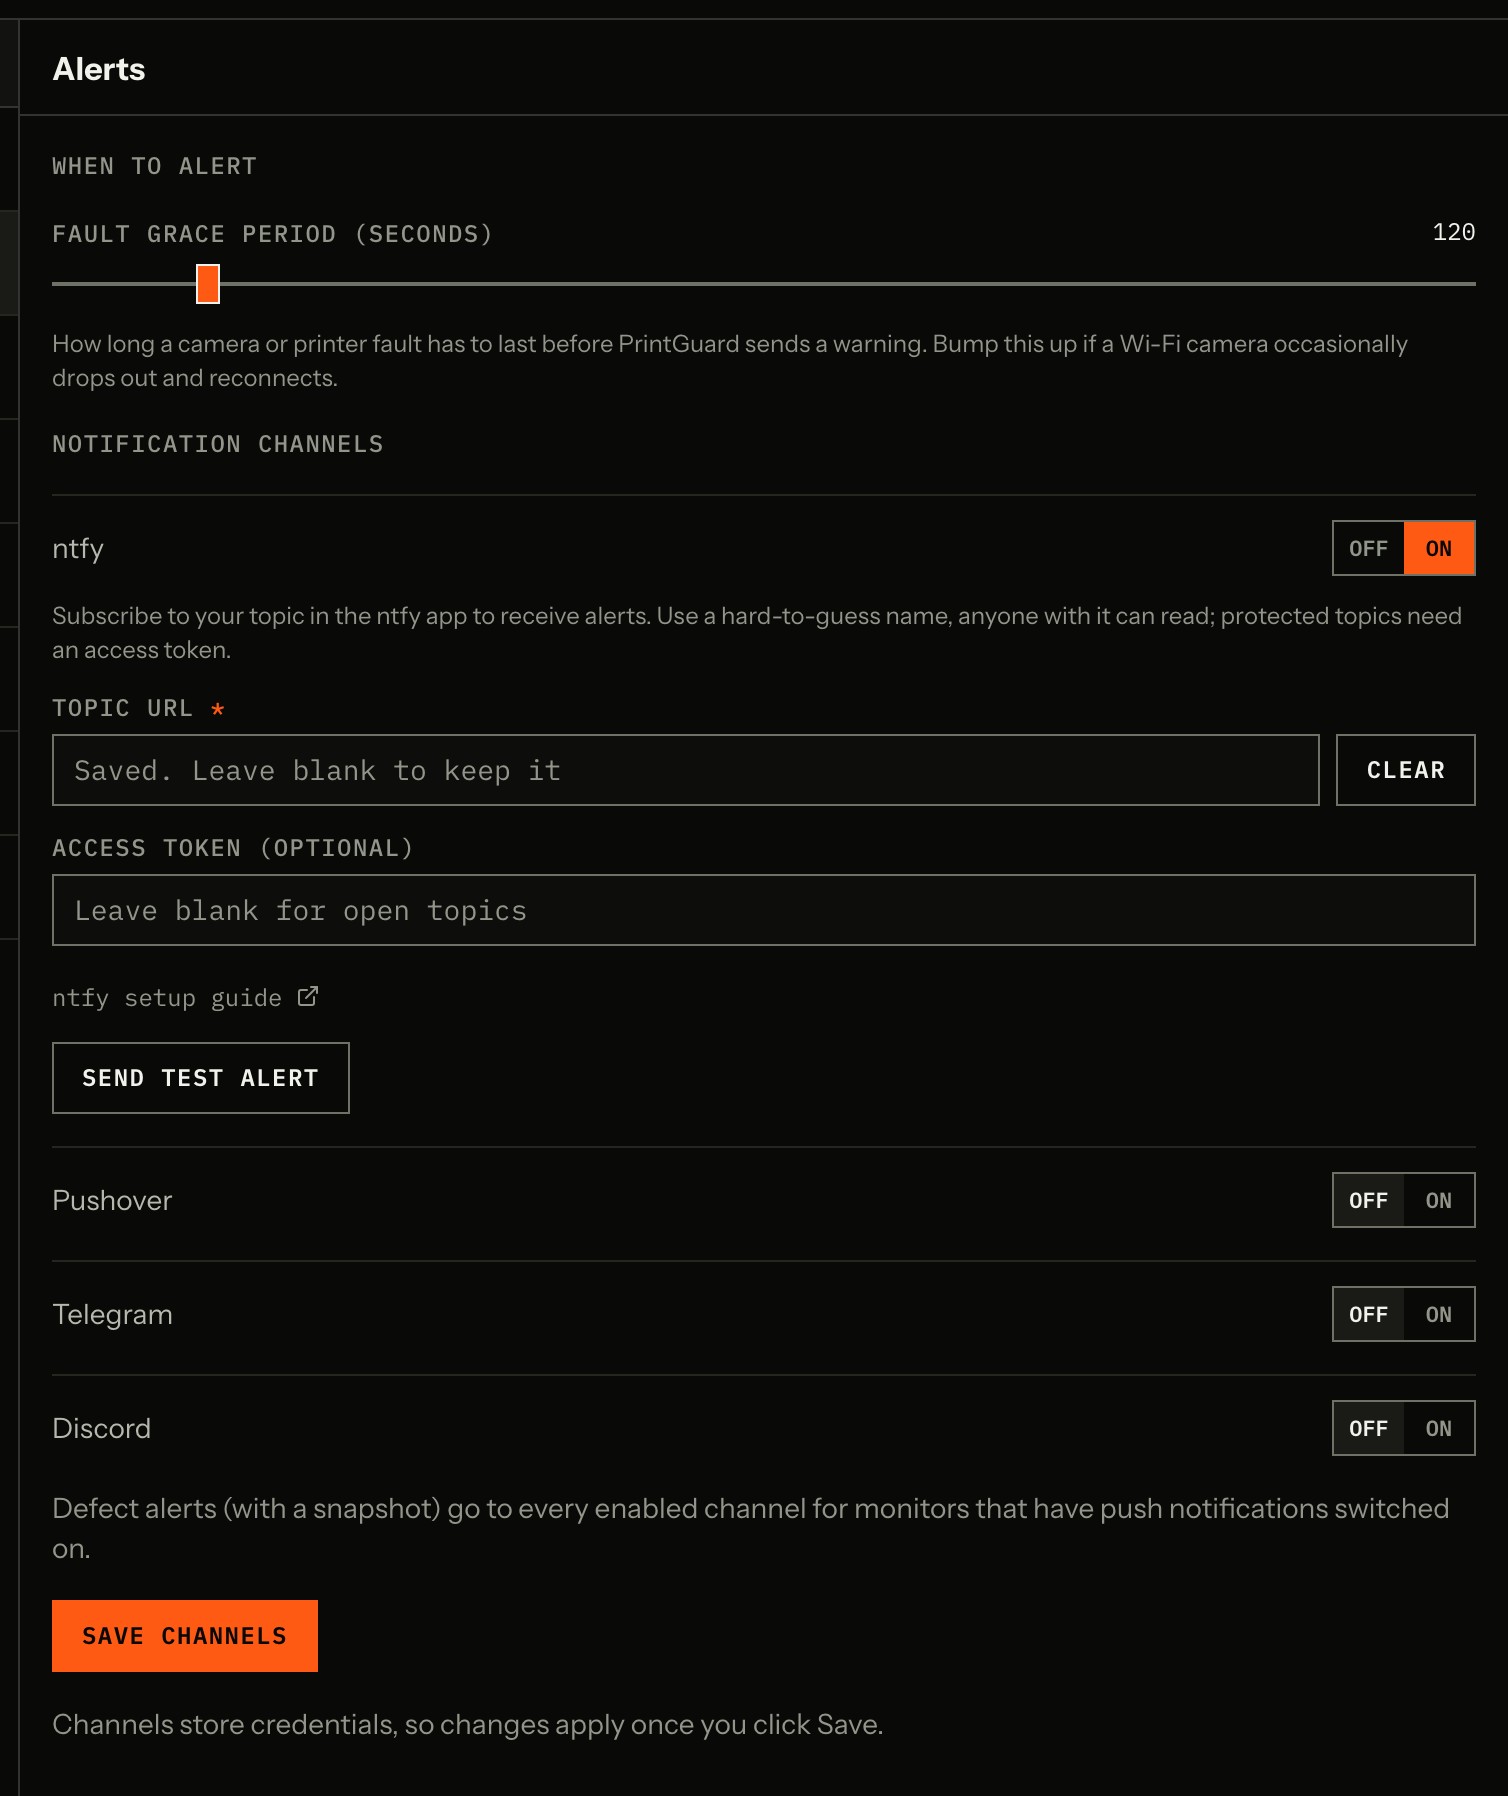 Alerts
WHEN TO ALERT
FAULT GRACE PERIOD (SECONDS) 120
How long a camera or printer fault has to last before PrintGuard sends a warning. Bump this up if a Wi-Fi camera occasionally
drops out and reconnects.
NOTIFICATION CHANNELS
ntfy OFF ON
Subscribe to your topic in the ntfy app to receive alerts. Use a hard-to-guess name, anyone with it can read; protected topics need
an access token.
TOPIC URL *
Saved. Leave blank to keep it CLEAR
ACCESS TOKEN (OPTIONAL)
Leave blank for open topics
ntfy setup guide
SEND TEST ALERT
Pushover OFF ON
Telegram OFF ON
Discord OFF ON
Defect alerts (with a snapshot) go to every enabled channel for monitors that have push notifications switched
on.
SAVE CHANNELS
Channels store credentials, so changes apply once you click Save.